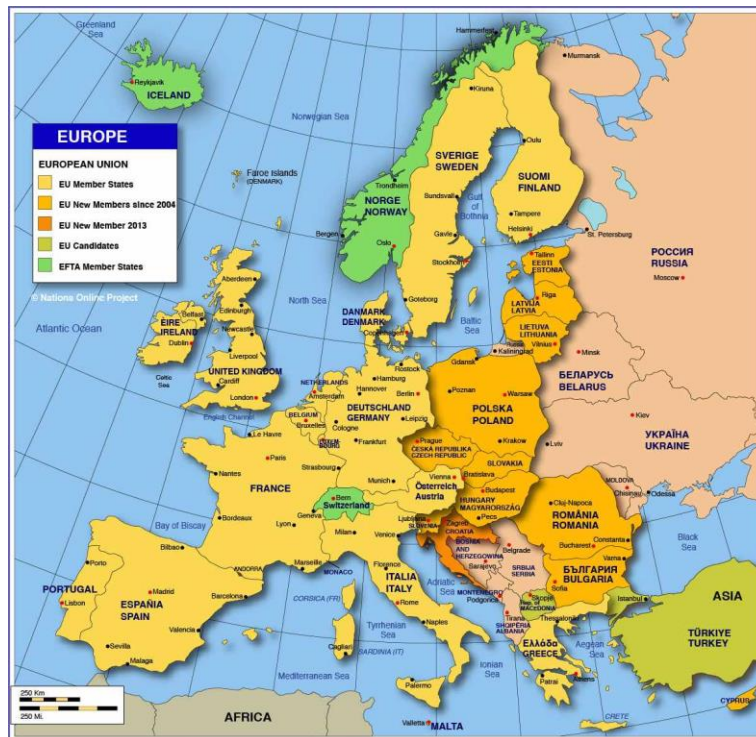 Greenland
Sea
Hammerfest
Murmansk
Reykjavik
ICELAND
Kiruna
Norwegian Sea
EUROPE
EUROPEAN UNION
EU Member States
EU New Members since 2004
EU New Member 2013
EU Candidates
EFTA Member States
© Nations Online Project
Faroe Islands
(DENMARK)
Oulu
SVERIGE
SWEDEN
SUOMI
FINLAND
Trondheim
NORGE
NORWAY
Sundsvall
Gulf
of
Bothnia
Tampere
Helsinki
Bergen
Oslo
Gavle
Stockholm
St. Petersburg
Tallinn
EESTI
ESTONIA
РОССИЯ
RUSSIA
Moscow
Aberdeen
North Sea
Goteborg
Riga
LATVIJA
LATVIA
Atlantic Ocean
Edinburgh
Belfast
Newcastle
DANMARK
DENMARK
Copenhagen
Baltic
Sea
LIETUVA
LITHUANIA
Vilnius
Russia
Kaliningrad
Minsk
ÉIRE
IRELAND
Dublin
Liverpool
Celtic
Sea
UNITED KINGDOM
Cardiff
London
БЕЛАРУСЬ
BELARUS
Gdansk
Rostock
Hamburg
Hannover
Berlin
NETHERLANDS
Amsterdam
Poznan
Warsaw
POLSKA
POLAND
DEUTSCHLAND
GERMANY
Leipzig
English Channel
BELGIUM
Bruxelles
Cologne
Frankfurt
Kiev
УКРАЇНА
UKRAINE
Le Havre
Prague
ČESKÁ REPUBLIKA
CZECH REPUBLIC
Krakow
Lviv
Paris
Strasbourg
SLOVAKIA
Bratislava
Nantes
FRANCE
Munich
Vienna
Österreich
Austria
Budapest
HUNGARY
MAGYARORZÁG
MOLDOVA
Chisinau
Odessa
Bern
Switzerland
Geneva
Cluj-Napoca
ROMÂNIA
ROMANIA
Bay of Biscay
Bordeaux
Lyon
Milan
Venice
Ljubljana
SLOVENIA
Zagreb
CROATIA
Pecs
Belgrade
Bucharest
Constanta
Black
Sea
BOSNIA
AND
HERZEGOWINA
Sarajevo
SRBIJA
SERBIA
Bilbao
Marseille
MONACO
Florence
Varna
БЪЛГАРИЯ
BULGARIA
Sofia
Porto
PORTUGAL
Lisbon
ANDORRA
Madrid
ESPAÑA
SPAIN
Barcelona
CORSICA (FR)
ITALIA
ITALY
Rome
Adriatic
Sea
MONTENEGRO
Podgorica
Skopje
Rep. of
MACEDONIA
Istanbul
ASIA
TÜRKIYE
TURKEY
Tirana
SHQIPËRIA
ALBANIA
Thessaloniki
Valencia
Tyrrhenian
Sea
Naples
Sevilla
Malaga
Cagliari
SARDINIA (IT)
Ελλάδα
GREECE
Aegean
Sea
Ionian
Sea
Patrai
Athens
Mediterranean Sea
Palermo
250 Km
250 Mi.
AFRICA
Valletta
MALTA
CRETE
CYPRUS